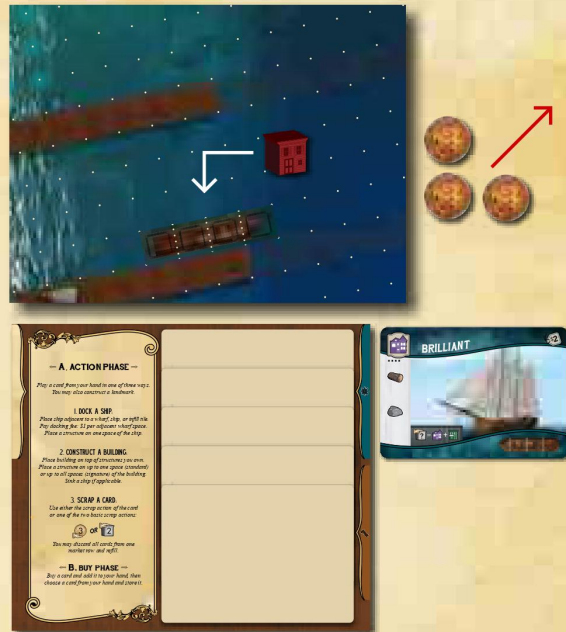 — A. ACTION PHASE —
Play a card from your hand in one of three ways.
You may also construct a landmark.
1. DOCK A SHIP:
Place ship adjacent to a wharf, ship, or infill tile.
Pay docking fee: $1 per adjacent wharf space.
Place a structure on one space of the ship.
2. CONSTRUCT A BUILDING:
Place building on top of structures you own.
Place a structure on up to one space (standard)
or up to all spaces (signature) of the building.
Sink a ship if applicable.
3. SCRAP A CARD:
Use either the scrap action of the card
or one of the two basic scrap actions:
3 OR 2
You may discard all cards from one
market row and refill.
— B. BUY PHASE —
Buy a card and add it to your hand, then
choose a card from your hand and store it.
BRILLIANT